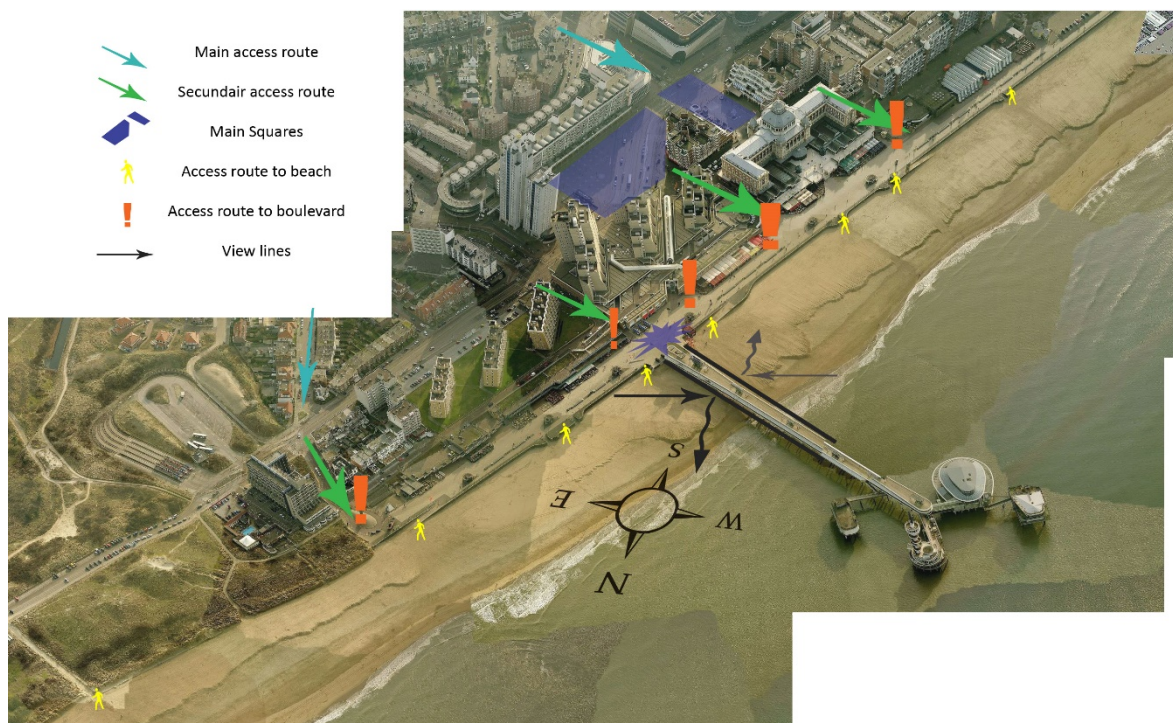 Main access route
Secundair access route
Main Squares
Access route to beach
Access route to boulevard
View lines
S
E
W
N